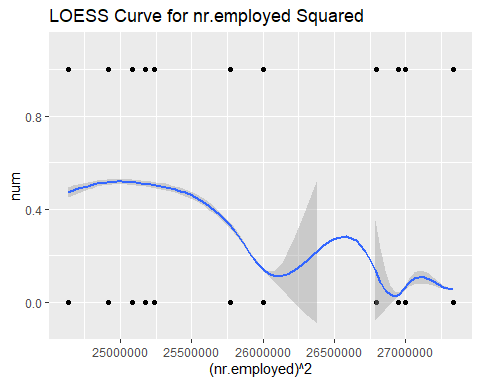 LOESS Curve for nr.employed Squared
num
0.8
0.4
0.0
25000000 25500000 26000000 26500000 27000000
(nr.employed)^2